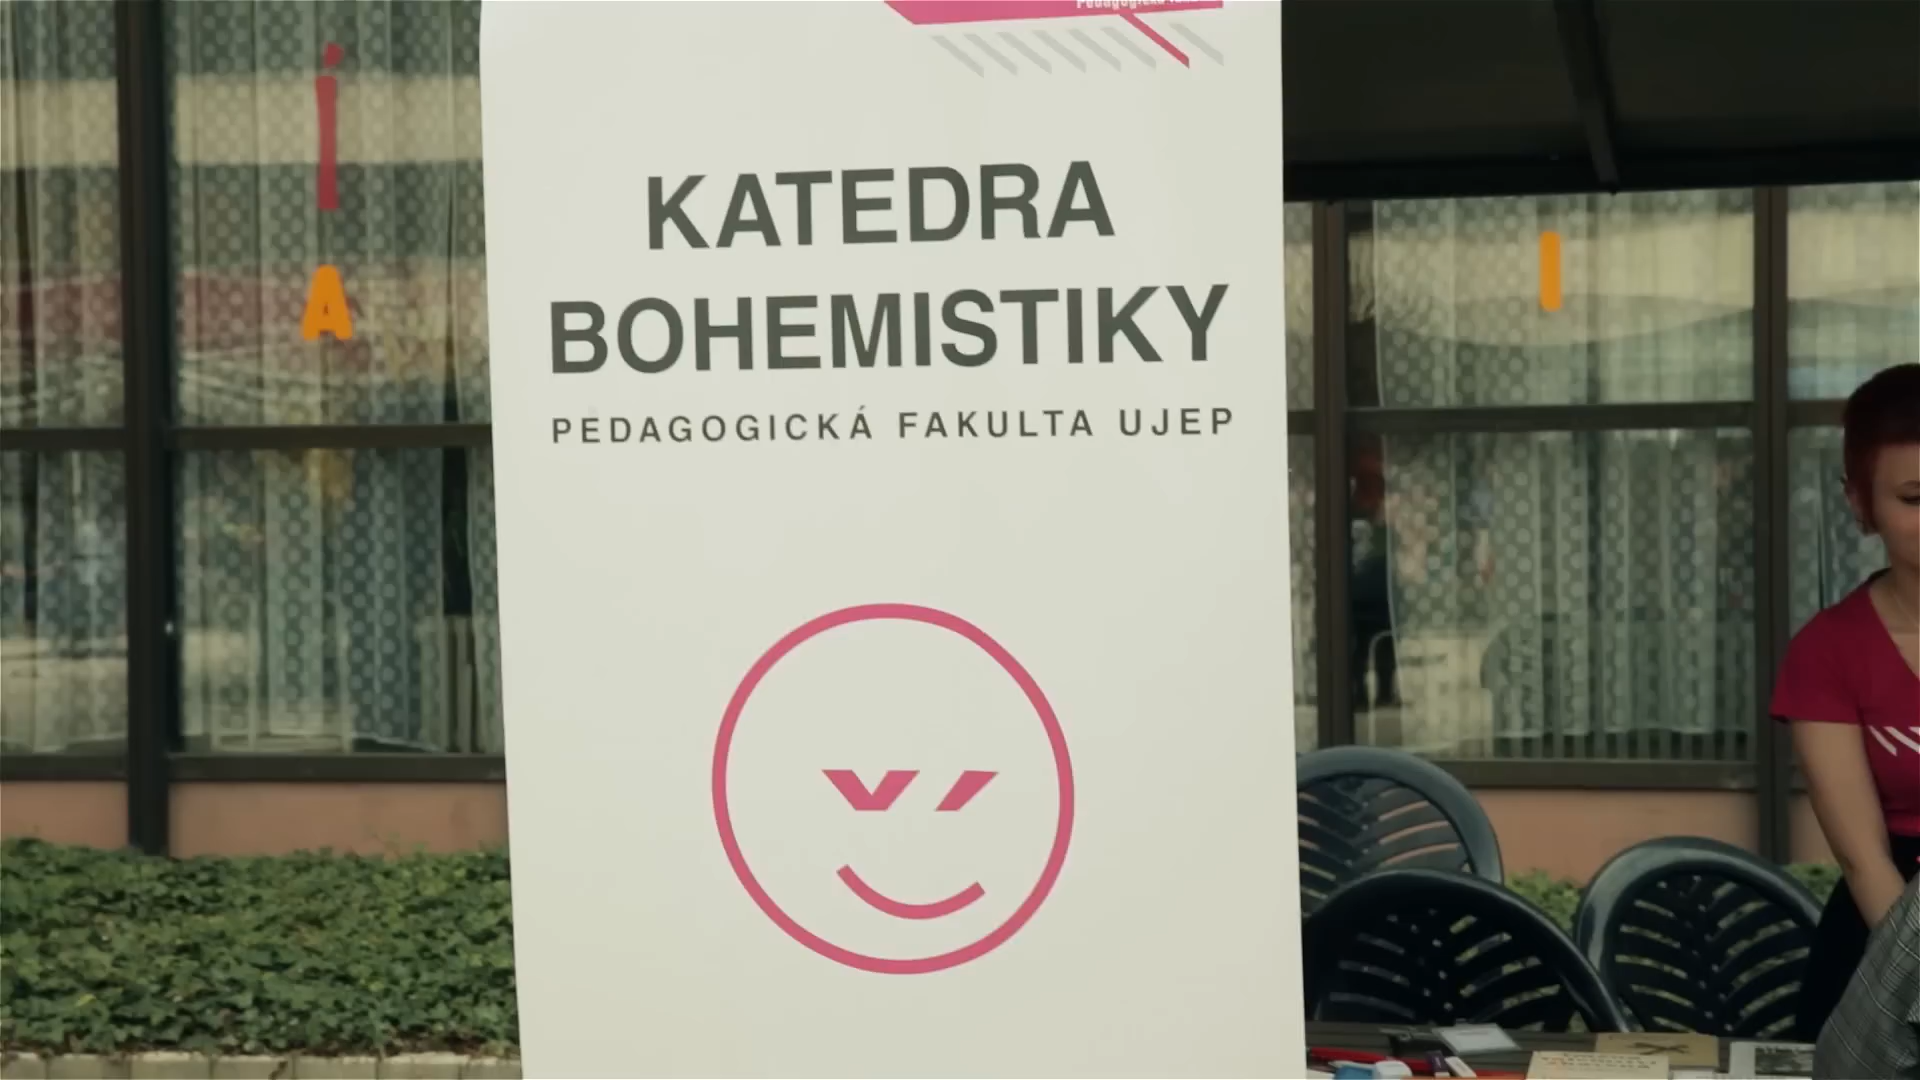 Í
A
I
KATEDRA
BOHEMISTIKY
PEDAGOGICKÁ FAKULTA UJEP